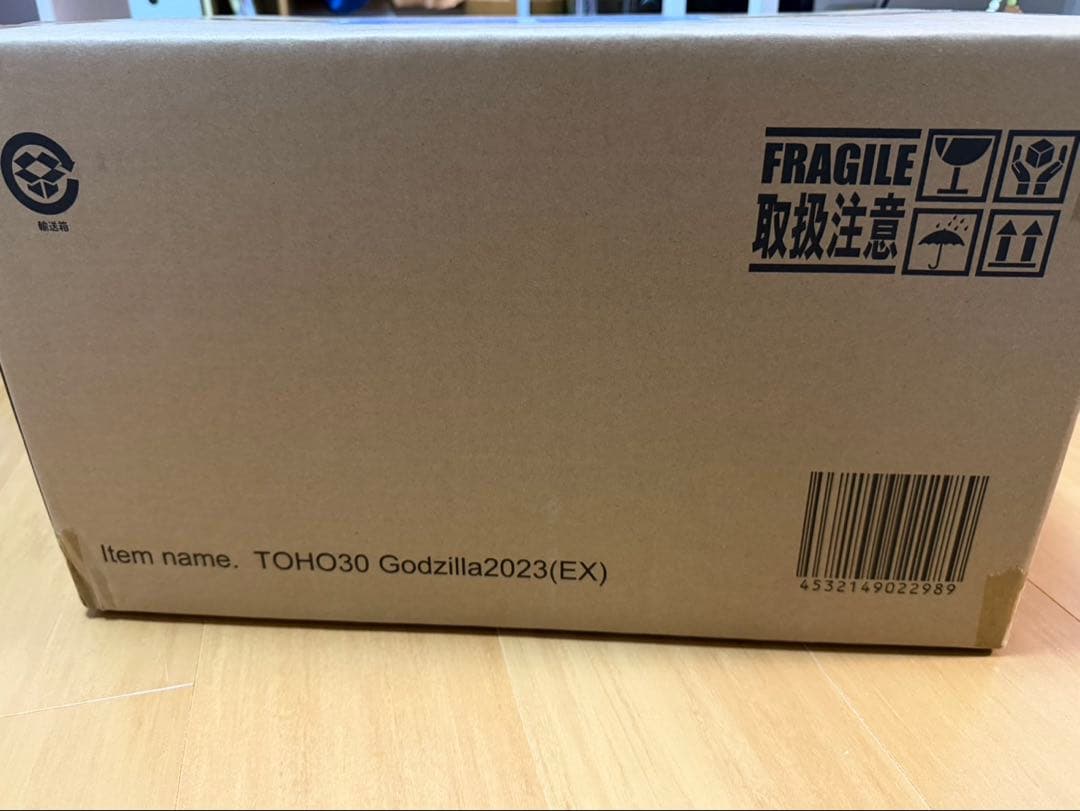 輸送箱
FRAGILE
取扱注意
Item name. TOHO30 Godzilla2023(EX)
4532149022989